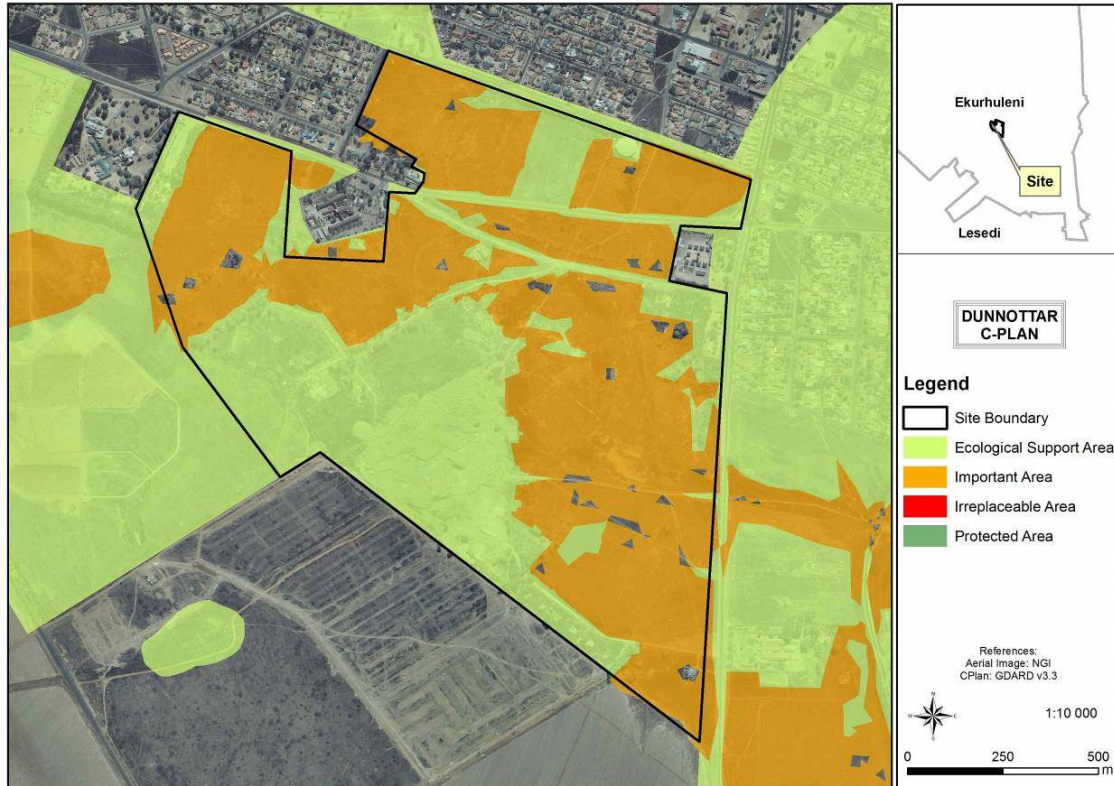 Ekurhuleni
Site
Lesedi
DUNNOTTAR
C-PLAN
Legend
Site Boundary
Ecological Support Area
Important Area
Irreplaceable Area
Protected Area
References:
Aerial Image: NGI
CPlan: GDARD v3.3
N
W E
S
1:10 000
0 250 500
m